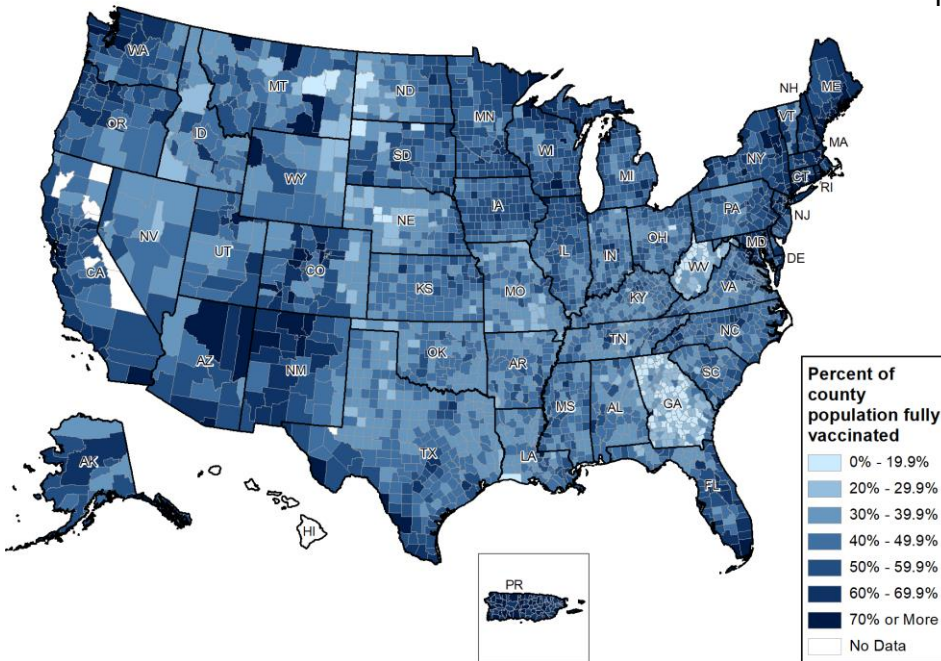 WA
MT
ND
MN
NH
ME
VT
OR
ID
SD
WI
MI
NY
MA
WY
CT
RI
IA
PA
NJ
NE
NV
UT
CO
IL
IN
OH
MD
DE
WV
CA
KS
MO
KY
VA
TN
NC
AZ
NM
OK
AR
SC
MS
AL
GA
TX
LA
FL
AK
HI
PR
Percent of
county
population fully
vaccinated
0% - 19.9%
20% - 29.9%
30% - 39.9%
40% - 49.9%
50% - 59.9%
60% - 69.9%
70% or More
No Data